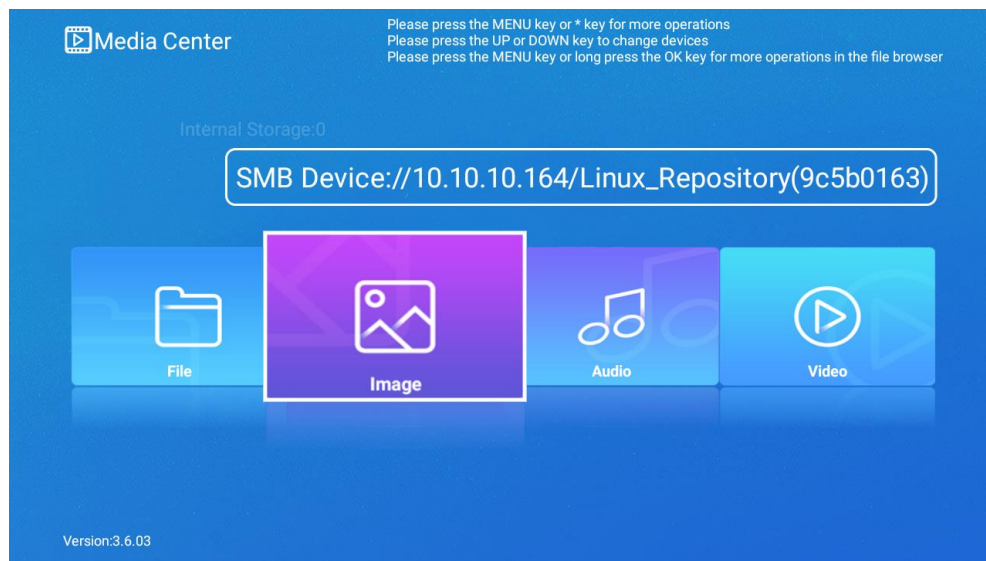 Media Center
Please press the MENU key or * key for more operations
Please press the UP or DOWN key to change devices
Please press the MENU key or long press the OK key for more operations in the file browser
Internal Storage:0
SMB Device://10.10.10.164/Linux_Repository(9c5b0163)
File
Image
Audio
Video
Version:3.6.03